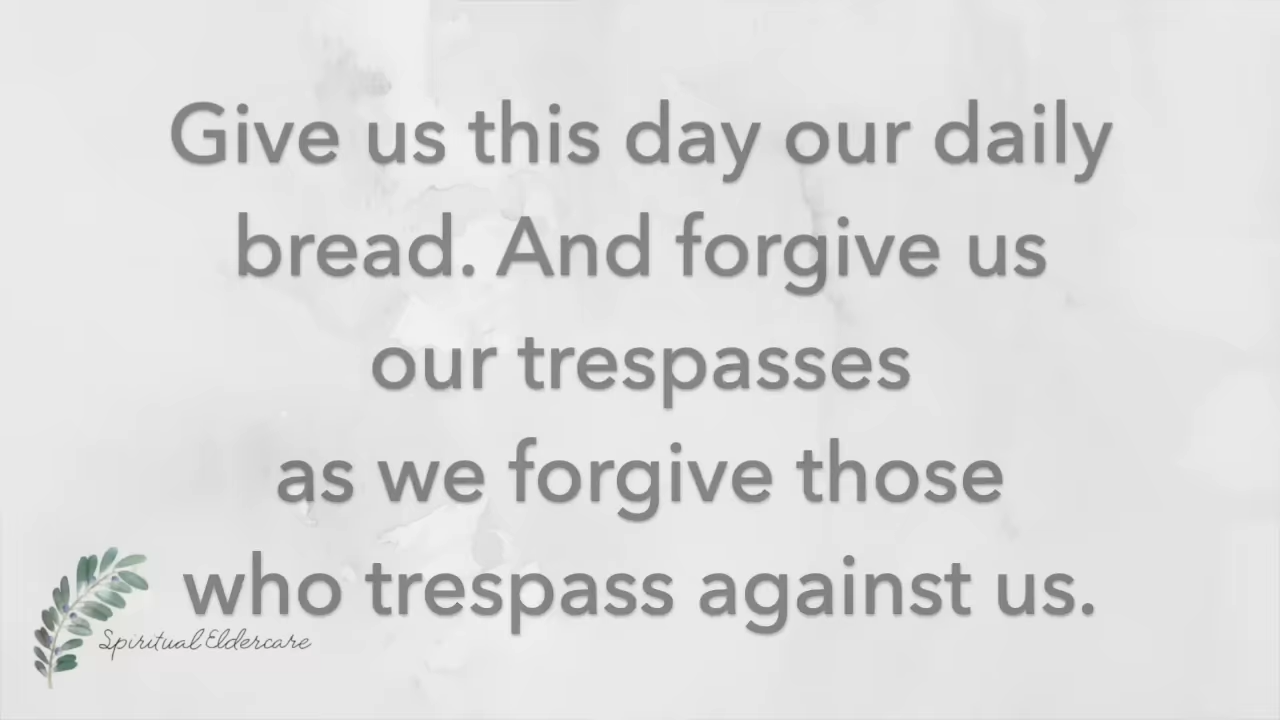 Give us this day our daily
bread. And forgive us
our trespasses
as we forgive those
who trespass against us.
Spiritual Eldercare